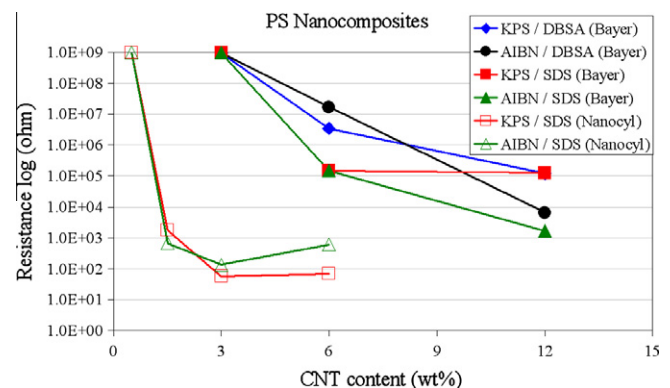 PS Nanocomposites
KPS / DBSA (Bayer)
AIBN / DBSA (Bayer)
KPS / SDS (Bayer)
AIBN / SDS (Bayer)
KPS / SDS (Nanocyl)
AIBN / SDS (Nanocyl)
Resistance log (ohm)
1.0E+09
1.0E+08
1.0E+07
1.0E+06
1.0E+05
1.0E+04
1.0E+03
1.0E+02
1.0E+01
1.0E+00
0 3 6 9 12 15
CNT content (wt%)